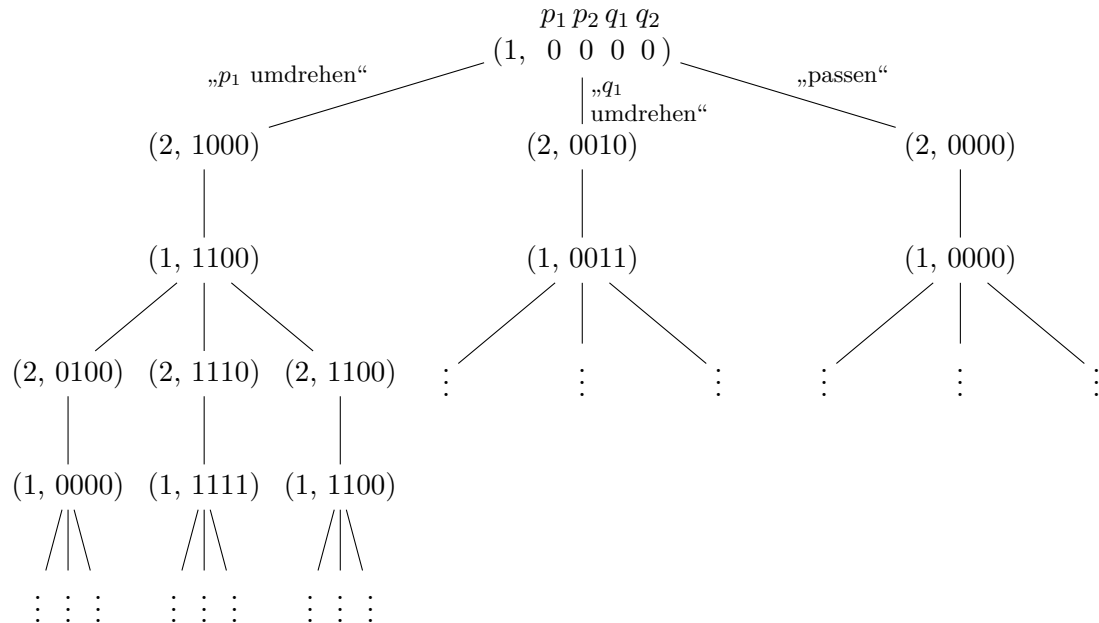 p₁ p₂ q₁ q₂
(1, 0 0 0 0 )
„p₁ umdrehen“
„q₁
umdrehen“
„passen“
(2, 1000)
(2, 0010)
(2, 0000)
(1, 1100)
(1, 0011)
(1, 0000)
(2, 0100) (2, 1110) (2, 1100)
(1, 0000) (1, 1111) (1, 1100)